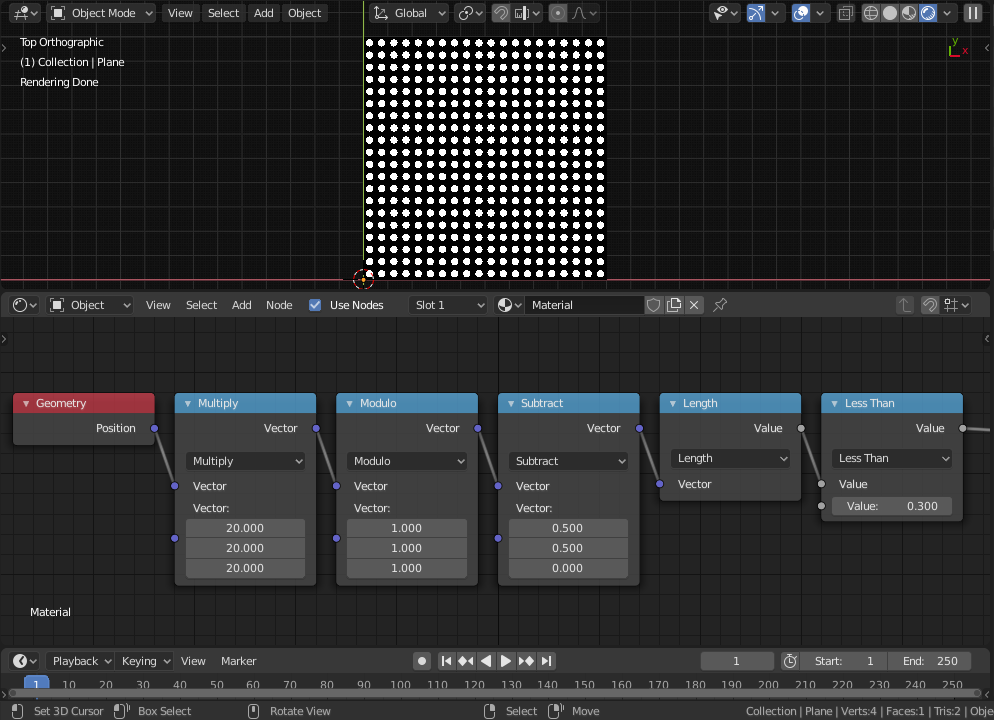 Object Mode View Select Add Object Global
Top Orthographic
(1) Collection | Plane
Rendering Done
y
x
Object View Select Add Node Use Nodes Slot 1 Material
Geometry
Position
Multiply
Vector
Multiply
Vector
Vector:
20.000
20.000
20.000
Modulo
Vector
Modulo
Vector
Vector:
1.000
1.000
1.000
Subtract
Vector
Subtract
Vector
Vector:
0.500
0.500
0.000
Length
Value
Length
Vector
Less Than
Value
Less Than
Value
Value: 0.300
Material
Playback Keying View Marker 1 Start: 1 End: 250
1 10 20 30 40 50 60 70 80 90 100 110 120 130 140 150 160 170 180 190 200 210 220 230 240 250
Set 3D Cursor Box Select Rotate View Select Move Collection | Plane | Verts:4 | Faces:1 | Tris:2 | Obje